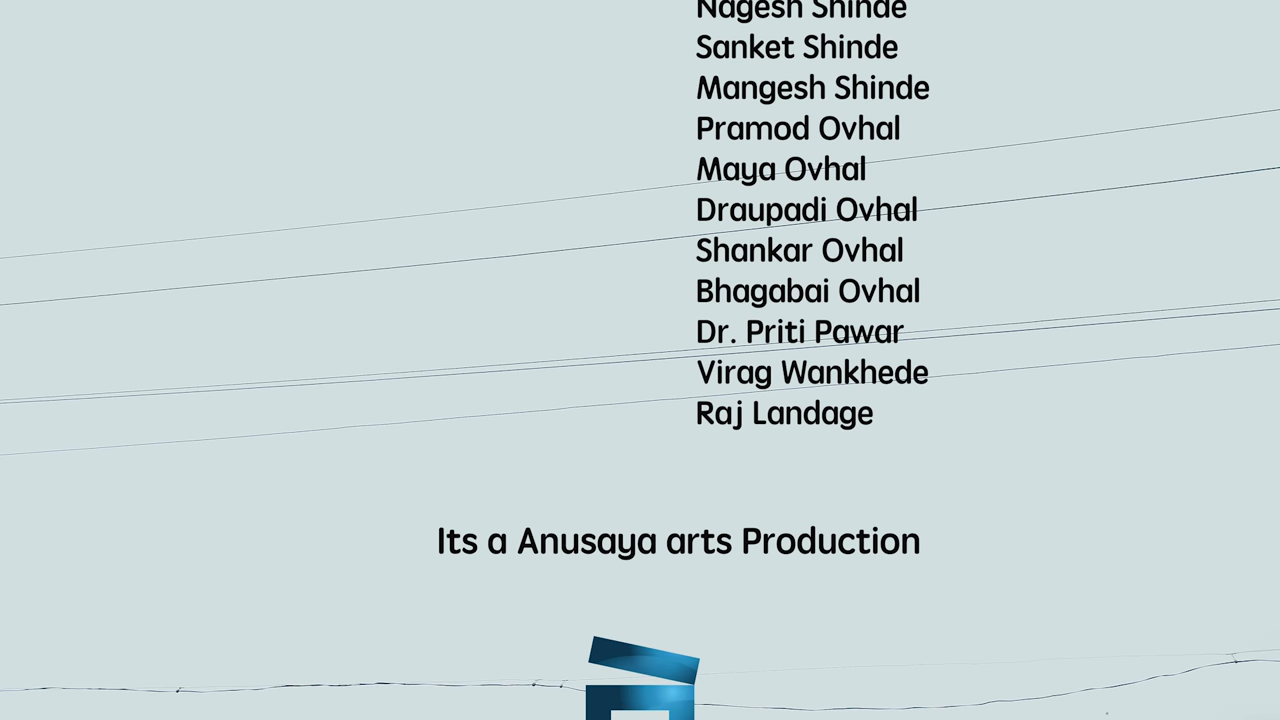 Nagesh Shinde
Sanket Shinde
Mangesh Shinde
Pramod Ovhal
Maya Ovhal
Draupadi Ovhal
Shankar Ovhal
Bhagabai Ovhal
Dr. Priti Pawar
Virag Wankhede
Raj Landage
Its a Anusaya arts Production